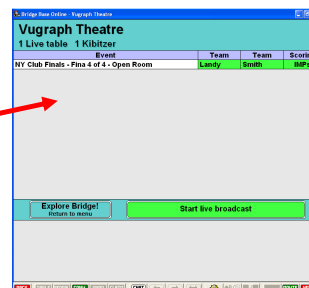 Bridge Base Online - Vugraph Theatre
Vugraph Theatre
1 Live table 1 Kibitzer
Event Team Team Scorin
NY Club Finals - Fina 4 of 4 - Open Room Landy Smith IMPs
Explore Bridge! Start live broadcast
Return to menu